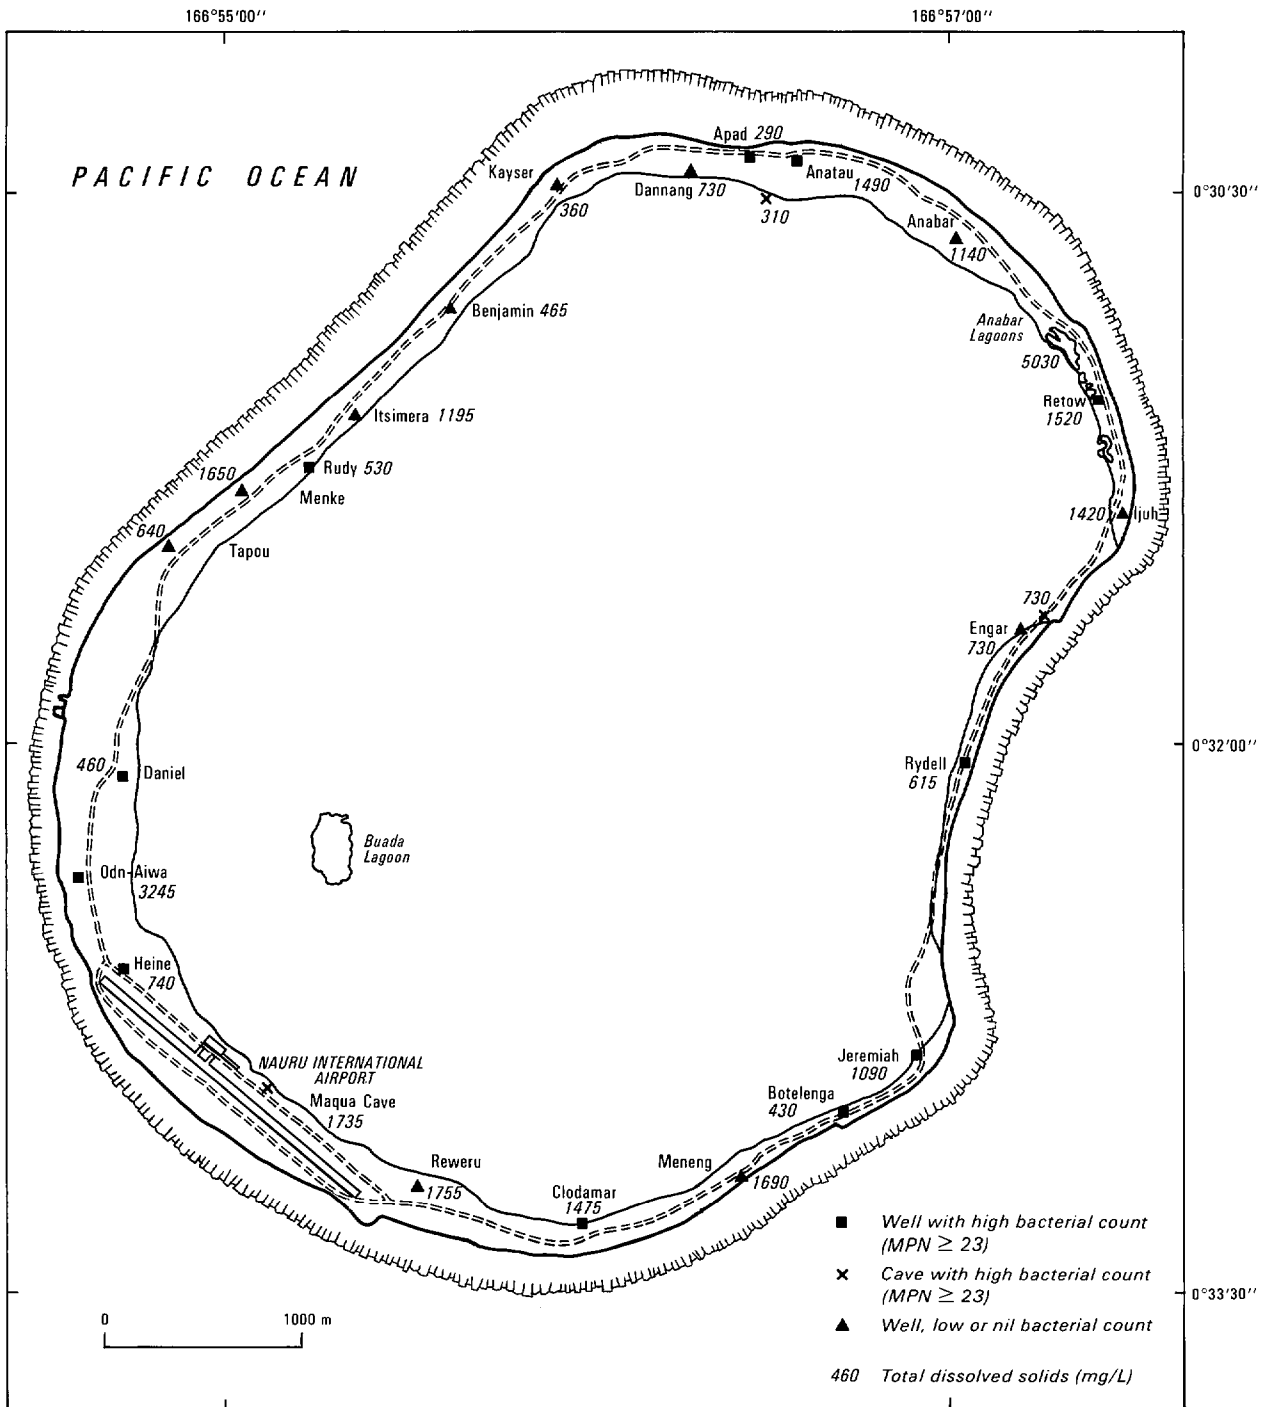 166°55'00''
166°57'00''
PACIFIC OCEAN
Apad 290
Kayser
360
Dannang 730
Anatau
1490
310
0°30'30''
Anabar
1140
Benjamin 465
Anabar
Lagoons
5030
Retow
1520
Itsimera 1195
Rudy 530
Menke
1650
640
Tapou
1420
Ijuh
730
Engar
730
0°32'00''
460
Daniel
Rydell
615
Buada
Lagoon
Odn-Aiwa
3245
Heine
740
NAURU INTERNATIONAL
AIRPORT
Maqua Cave
1735
Jeremiah
1090
Botelenga
430
Reweru
1755
Meneng
1690
Clodamar
1475
Well with high bacterial count
(MPN ≥ 23)
Cave with high bacterial count
(MPN ≥ 23)
0°33'30''
Well, low or nil bacterial count
0
1000 m
460 Total dissolved solids (mg/L)